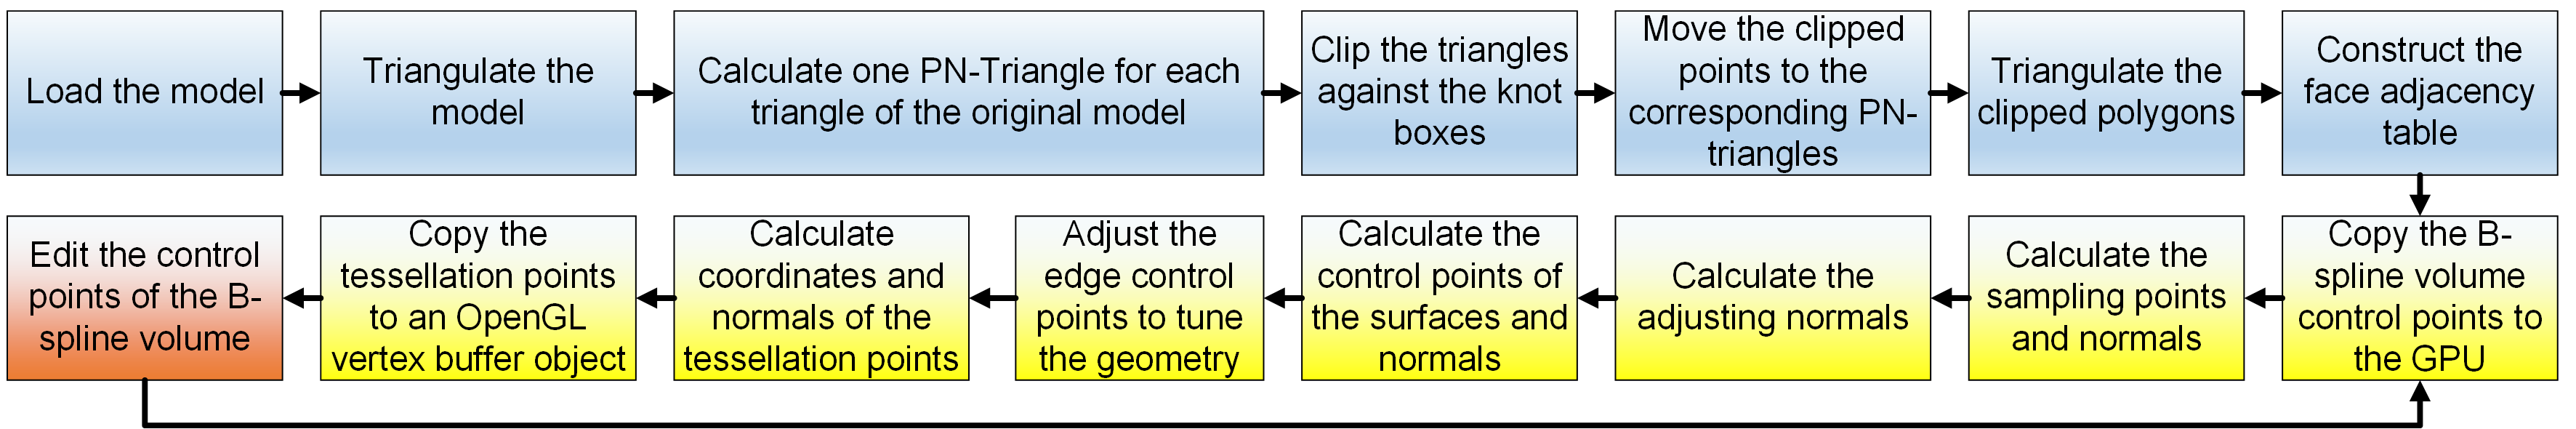 Load the model
Triangulate the
model
Calculate one PN-Triangle for each
triangle of the original model
Clip the triangles
against the knot
boxes
Move the clipped
points to the
corresponding PN-
triangles
Triangulate the
clipped polygons
Construct the
face adjacency
table
Edit the control
points of the B-
spline volume
Copy the
tessellation points
to an OpenGL
vertex buffer object
Calculate
coordinates and
normals of the
tessellation points
Adjust the
edge control
points to tune
the geometry
Calculate the
control points of
the surfaces and
normals
Calculate the
adjusting normals
Calculate the
sampling points
and normals
Copy the B-
spline volume
control points to
the GPU